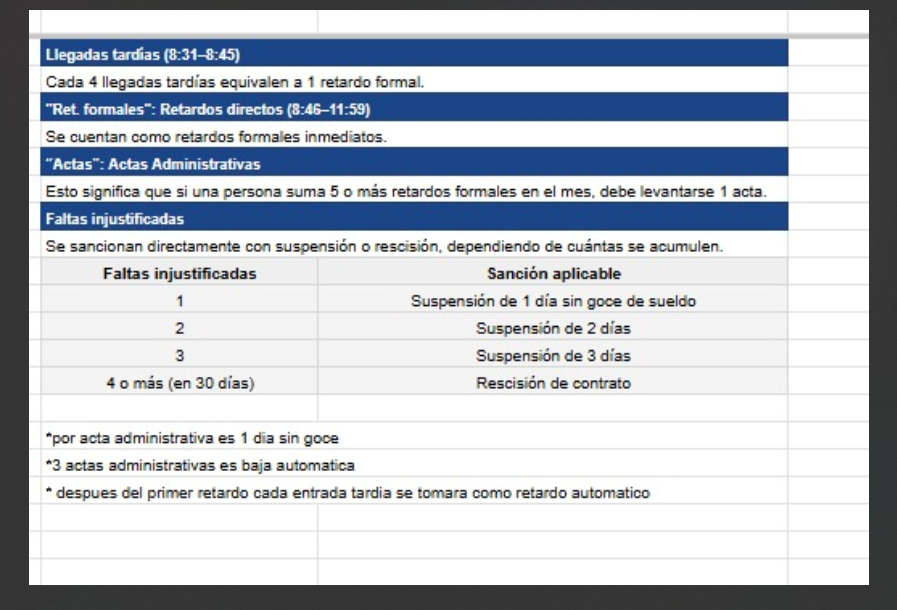 Llegadas tardías (8:31–8:45)
Cada 4 llegadas tardías equivalen a 1 retardo formal.
"Ret. formales": Retardos directos (8:46–11:59)
Se cuentan como retardos formales inmediatos.
"Actas": Actas Administrativas
Esto significa que si una persona suma 5 o más retardos formales en el mes, debe levantarse 1 acta.
Faltas injustificadas
Se sancionan directamente con suspensión o rescisión, dependiendo de cuántas se acumulen.
Faltas injustificadas Sanción aplicable
1 Suspensión de 1 día sin goce de sueldo
2 Suspensión de 2 días
3 Suspensión de 3 días
4 o más (en 30 días) Rescisión de contrato
*por acta administrativa es 1 dia sin goce
*3 actas administrativas es baja automatica
* despues del primer retardo cada entrada tardia se tomara como retardo automatico